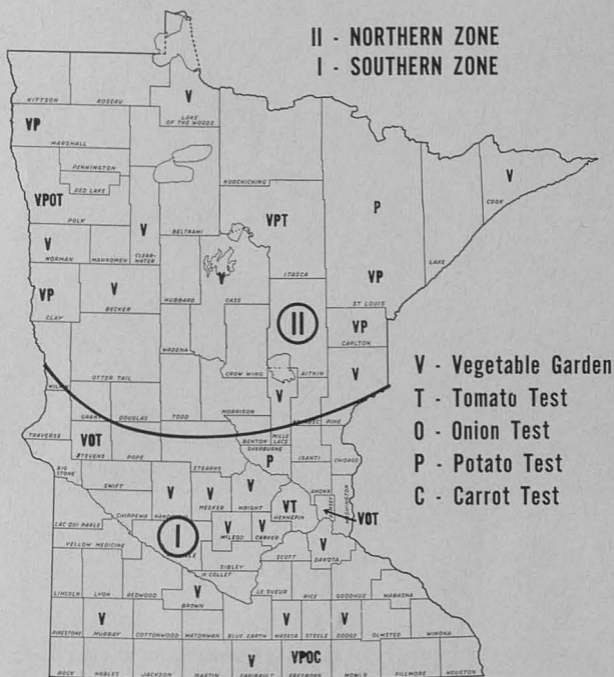 II - NORTHERN ZONE
I - SOUTHERN ZONE
KITTSON
ROSEAU
V
LAKE
OF THE WOODS
VP
MARSHALL
PENNINGTON
RED LAKE
VPOT
POLK
KOOCHICHING
V
COOK
P
VPT
BELTRAMI
V
CLEAR-
WATER
V
NORMAN
MAHNOMEN
ITASCA
LAKE
VP
ST LOUIS
V
CASS
HUBBARD
VP
CLAY
V
BECKER
II
VP
CARLTON
WADENA
CROW WING
AITKIN
V
V
OTTER TAIL
V - Vegetable Garden
T - Tomato Test
O - Onion Test
P - Potato Test
C - Carrot Test
GRANT
DOUGLAS
TODD
MORRISON
MILLE
LACS
PINE
TRAVERSE
VOT
STEVENS
POPE
BENTON
SHERBURNE
P
ISANTI
CHISAGO
BIG
STONE
STEARNS
SWIFT
V
V
MEEKER
V
WRIGHT
ANOKA
WASHINGTON
VT
HENNEPIN
VOT
CHIPPEWA
LAC QUI PARLE
I
V
McLEOD
V
CARVER
YELLOW MEDICINE
SCOTT
V
DAKOTA
SIBLEY
LINCOLN
LYON
REDWOOD
V
BROWN
LE SUEUR
RICE
GOODHUE
WABASHA
PIPESTONE
V
MURRAY
COTTONWOOD
WATONWAN
BLUE EARTH
V
WASECA
STEELE
V
DODGE
OLMSTED
WINONA
ROCK
NOBLES
JACKSON
MARTIN
V
FARIBAULT
VPOC
FREEBORN
MOWER
FILLMORE
HOUSTON